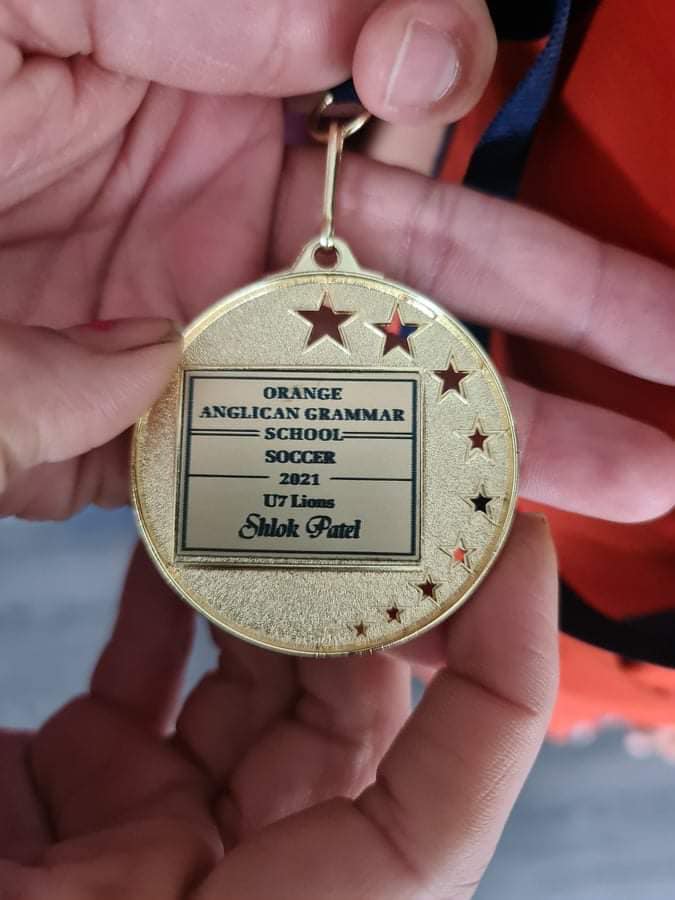 ORANGE
ANGLICAN GRAMMAR
SCHOOL
SOCCER
2021
U7 Lions
Shlok Patel